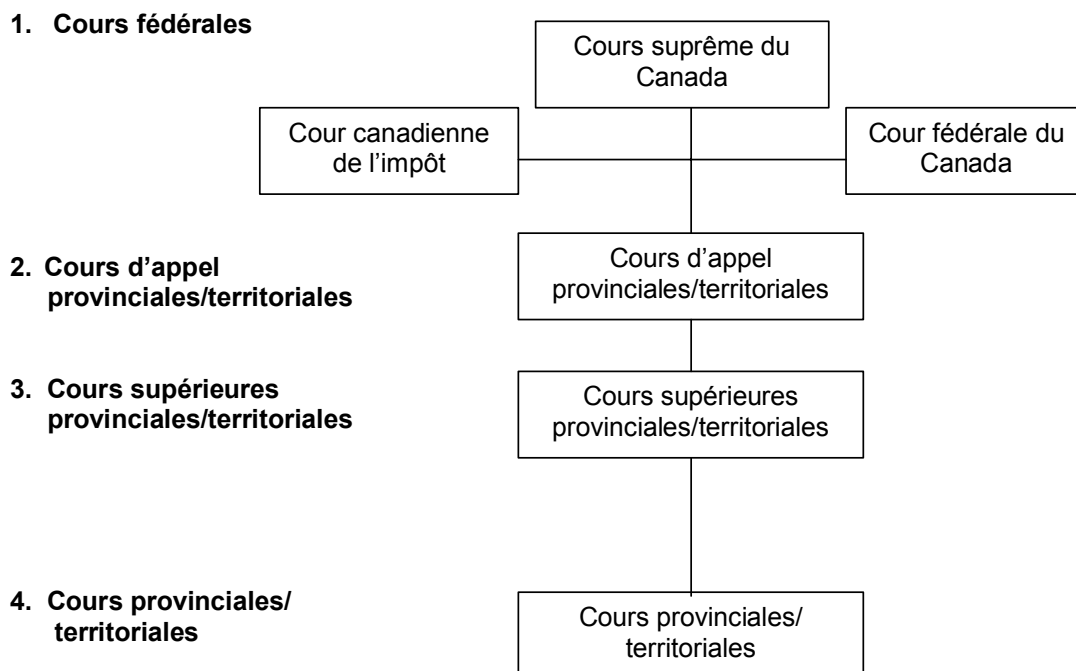 1. Cours fédérales
Cours suprême du
Canada
Cour canadienne
de l'impôt
Cour fédérale du
Canada
2. Cours d'appel
provinciales/territoriales
Cours d'appel
provinciales/territoriales
3. Cours supérieures
provinciales/territoriales
Cours supérieures
provinciales/territoriales
4. Cours provinciales/
territoriales
Cours provinciales/
territoriales